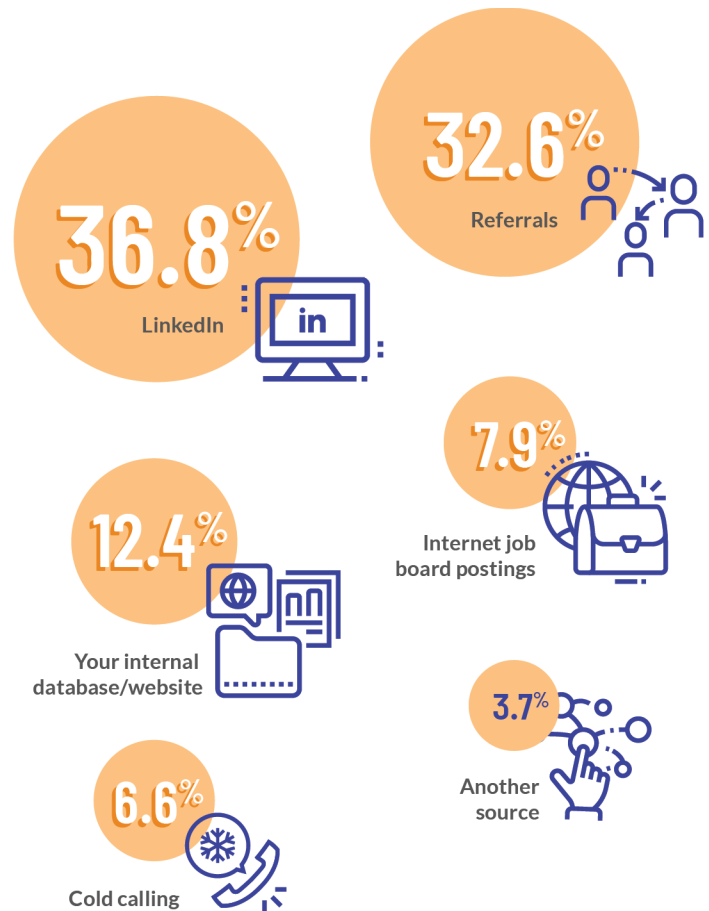 32.6%
Referrals
36.8%
LinkedIn
in
7.9%
Internet job
board postings
12.4%
Your internal
database/website
3.7%
Another
source
6.6%
Cold calling